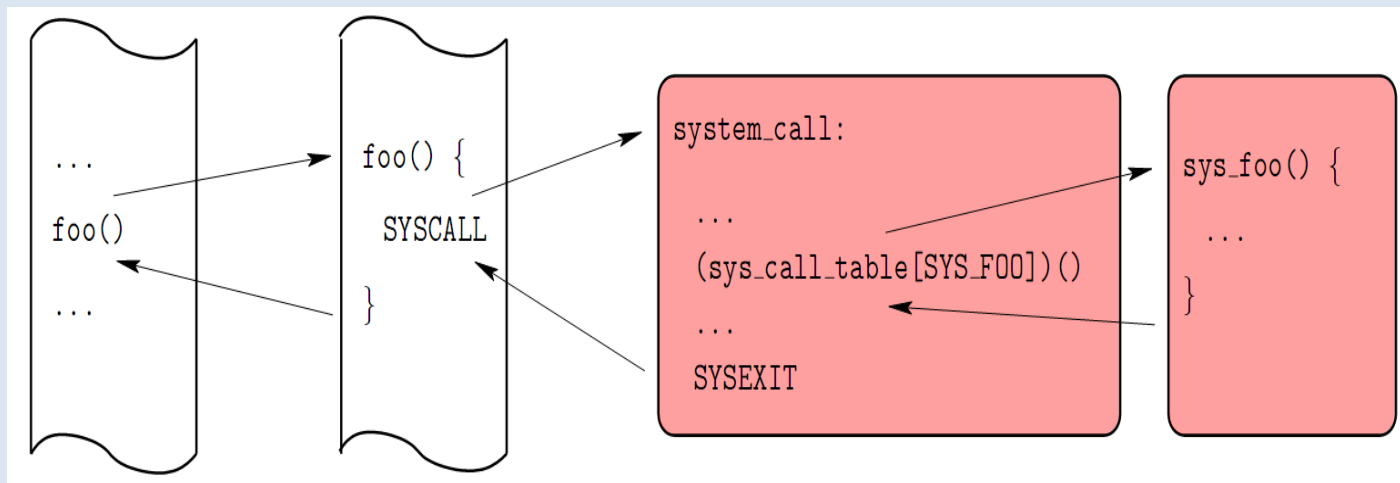 ...
foo()
...
foo() {
SYSCALL
}
system_call:
...
(sys_call_table[SYS_FOO])()
...
SYSEXIT
sys_foo() {
...
}